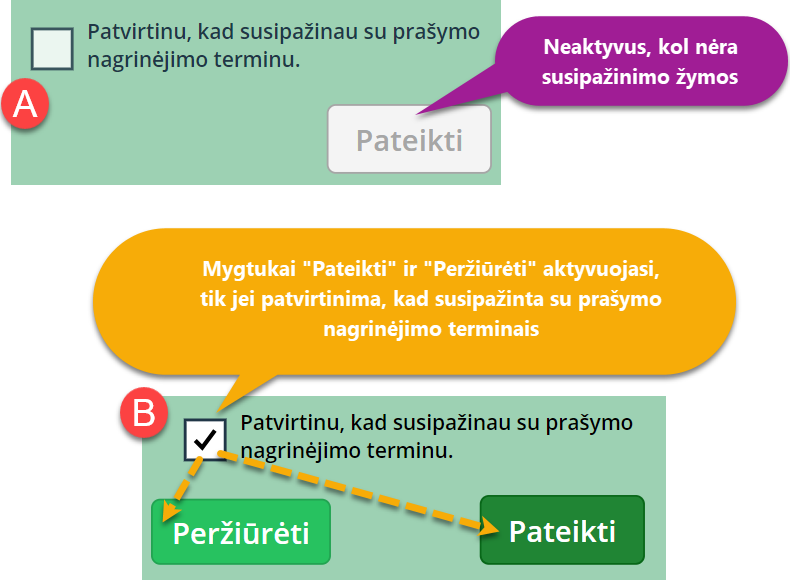 Patvirtinu, kad susipažinau su prašymo
nagrinėjimo terminu.
A
Pateikti
Neaktyvus, kol nėra
susipažinimo žymos
Mygtukai "Pateikti" ir "Peržiūrėti" aktyvuojasi,
tik jei patvirtinima, kad susipažinta su prašymo
nagrinėjimo terminais
B
Patvirtinu, kad susipažinau su prašymo
nagrinėjimo terminu.
Peržiūrėti
Pateikti